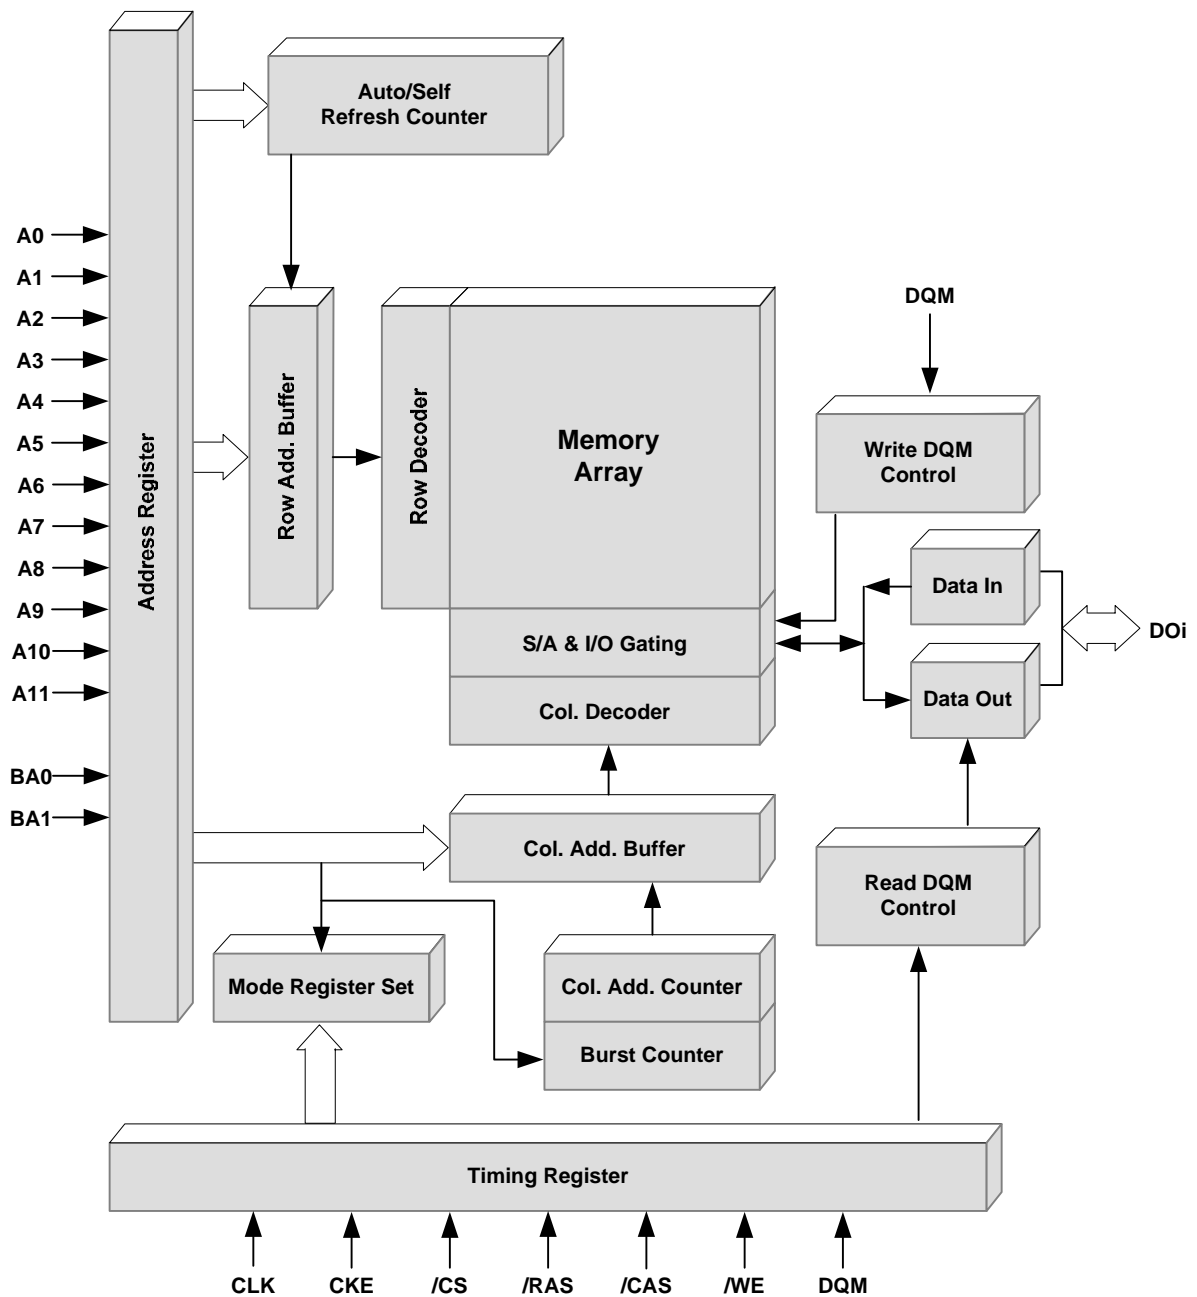 Auto/Self
Refresh Counter
A0
A1
A2
A3
A4
A5
A6
A7
A8
A9
A10
A11
BA0
BA1
Address Register
Row Add. Buffer
Row Decoder
Memory
Array
S/A & I/O Gating
Col. Decoder
DQM
Write DQM
Control
Data In
Data Out
DOi
Col. Add. Buffer
Read DQM
Control
Mode Register Set
Col. Add. Counter
Burst Counter
Timing Register
CLK
CKE
/CS
/RAS
/CAS
/WE
DQM